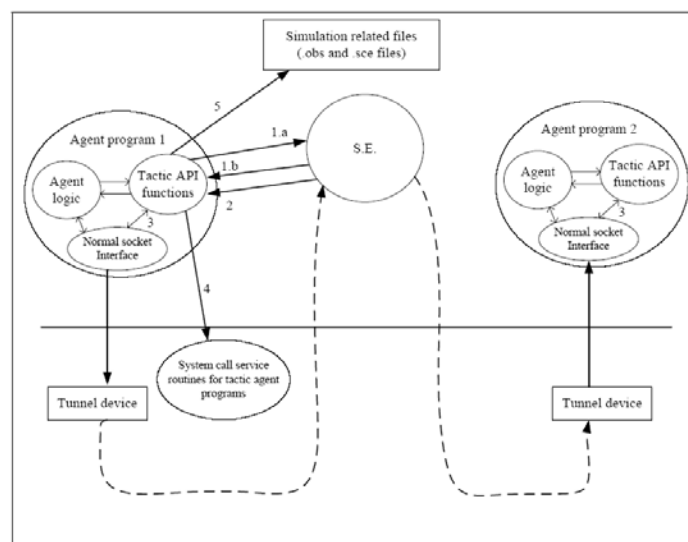 Simulation related files
(.obs and .sce files)
5
Agent program 1
1.a
S.E.
Agent program 2
Agent
logic
Tactic API
functions
1.b
2
3
Normal socket
Interface
Agent
logic
Tactic API
functions
3
Normal socket
Interface
4
System call service
routines for tactic agent
programs
Tunnel device
Tunnel device